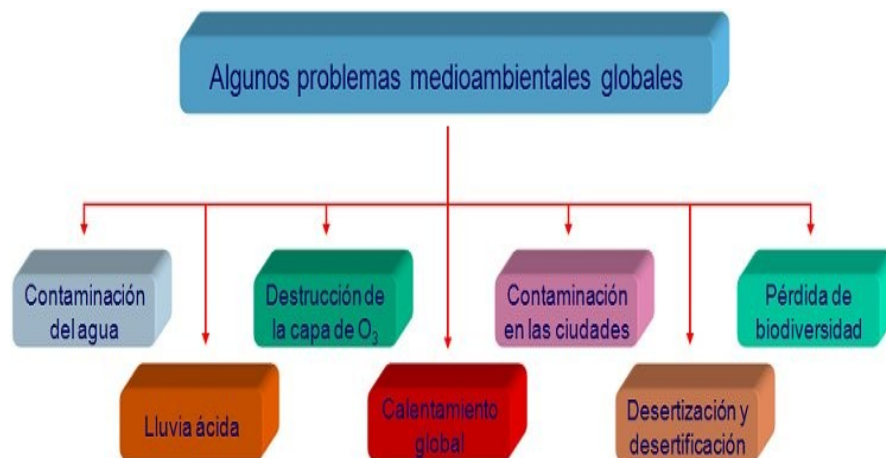 Algunos problemas medioambientales globales
Contaminación
del agua
Destrucción de
la capa de O₃
Contaminación
en las ciudades
Pérdida de
biodiversidad
Lluvia ácida
Calentamiento
global
Desertización y
desertificación